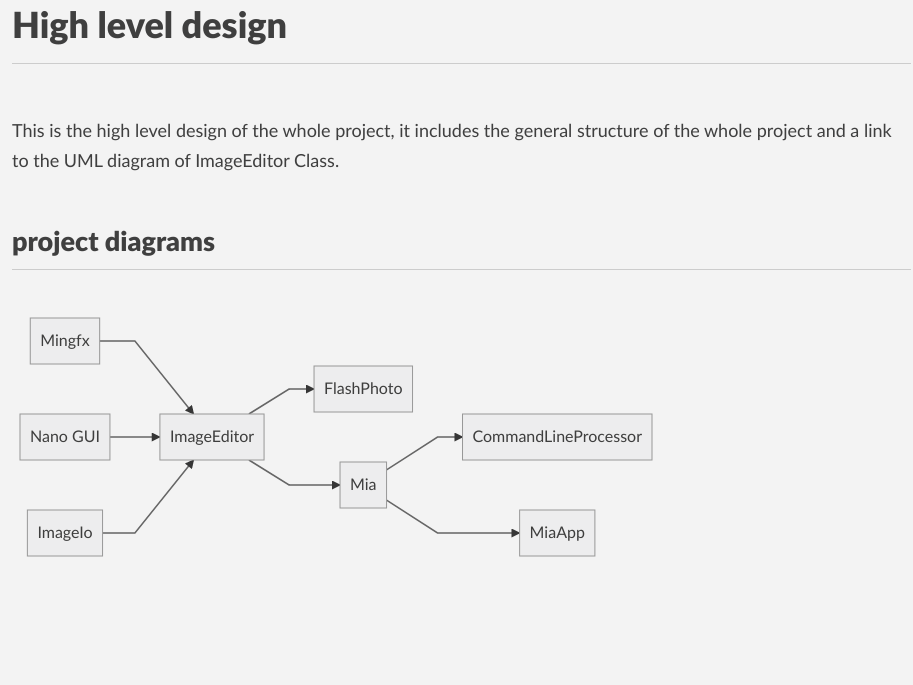 High level design
This is the high level design of the whole project, it includes the general structure of the whole project and a link
to the UML diagram of ImageEditor Class.
project diagrams
Mingfx
FlashPhoto
Nano GUI
ImageEditor
CommandLineProcessor
Mia
ImageIo
MiaApp